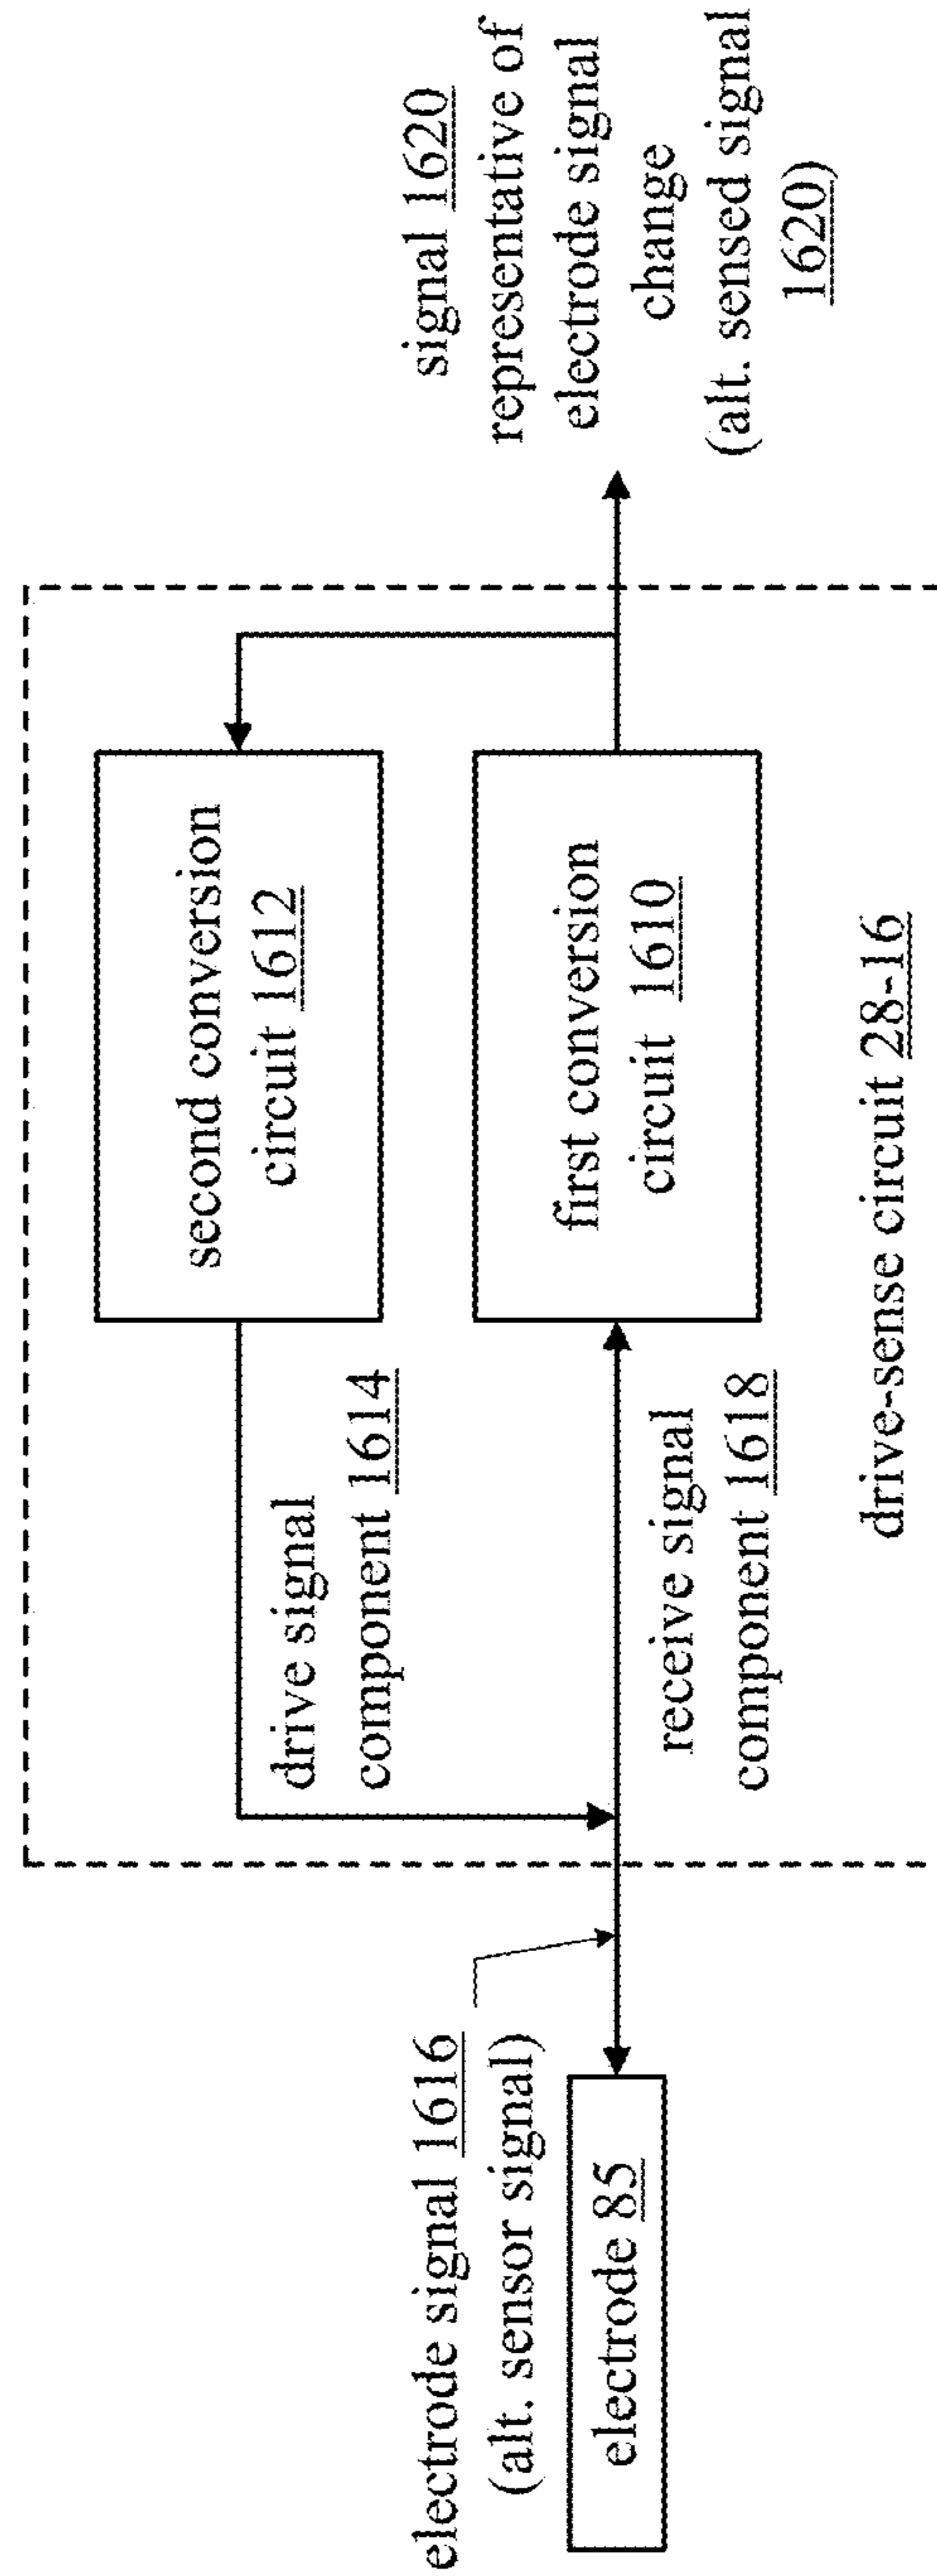 electrode signal 1616
(alt. sensor signal)
electrode 85
drive signal
component 1614
receive signal
component 1618
second conversion
circuit 1612
first conversion
circuit 1610
drive-sense circuit 28-16
signal 1620
representative of
electrode signal
change
(alt. sensed signal
1620)